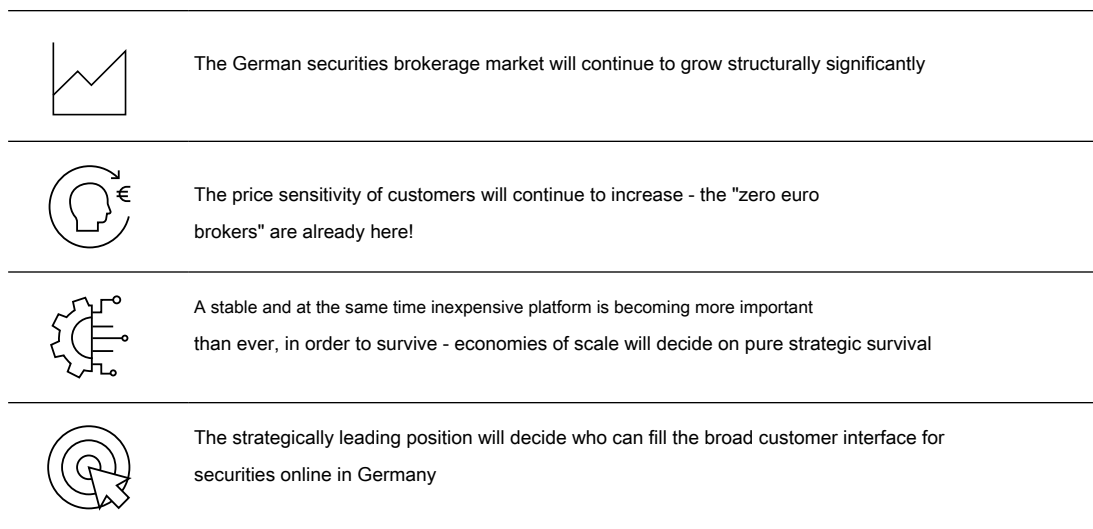 The German securities brokerage market will continue to grow structurally significantly
€
The price sensitivity of customers will continue to increase - the "zero euro
brokers" are already here!
A stable and at the same time inexpensive platform is becoming more important
than ever, in order to survive - economies of scale will decide on pure strategic survival
The strategically leading position will decide who can fill the broad customer interface for
securities online in Germany